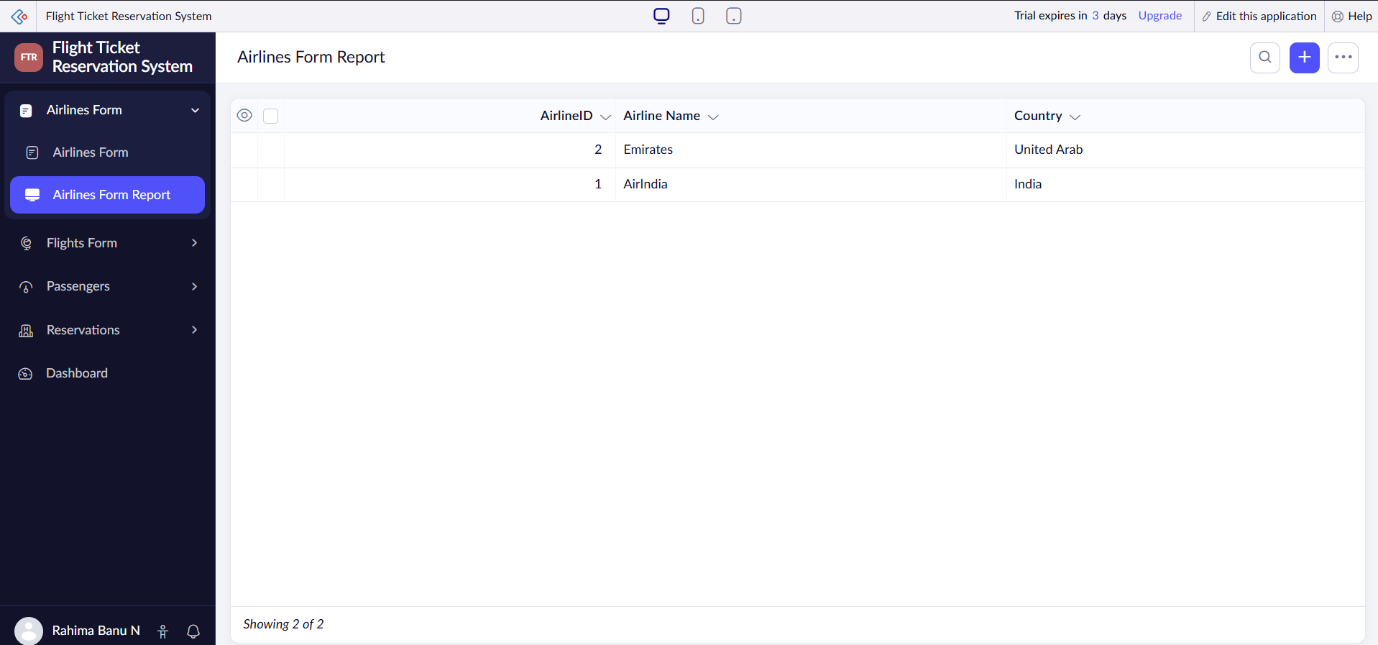 Flight Ticket Reservation System
Trial expires in 3 days Upgrade Edit this application Help
FTR Flight Ticket
Reservation System
Airlines Form
Airlines Form
Airlines Form Report
Flights Form
Passengers
Reservations
Dashboard
Rahima Banu N
Airlines Form Report
AirlineID Airline Name Country
2 Emirates United Arab
1 AirIndia India
Showing 2 of 2